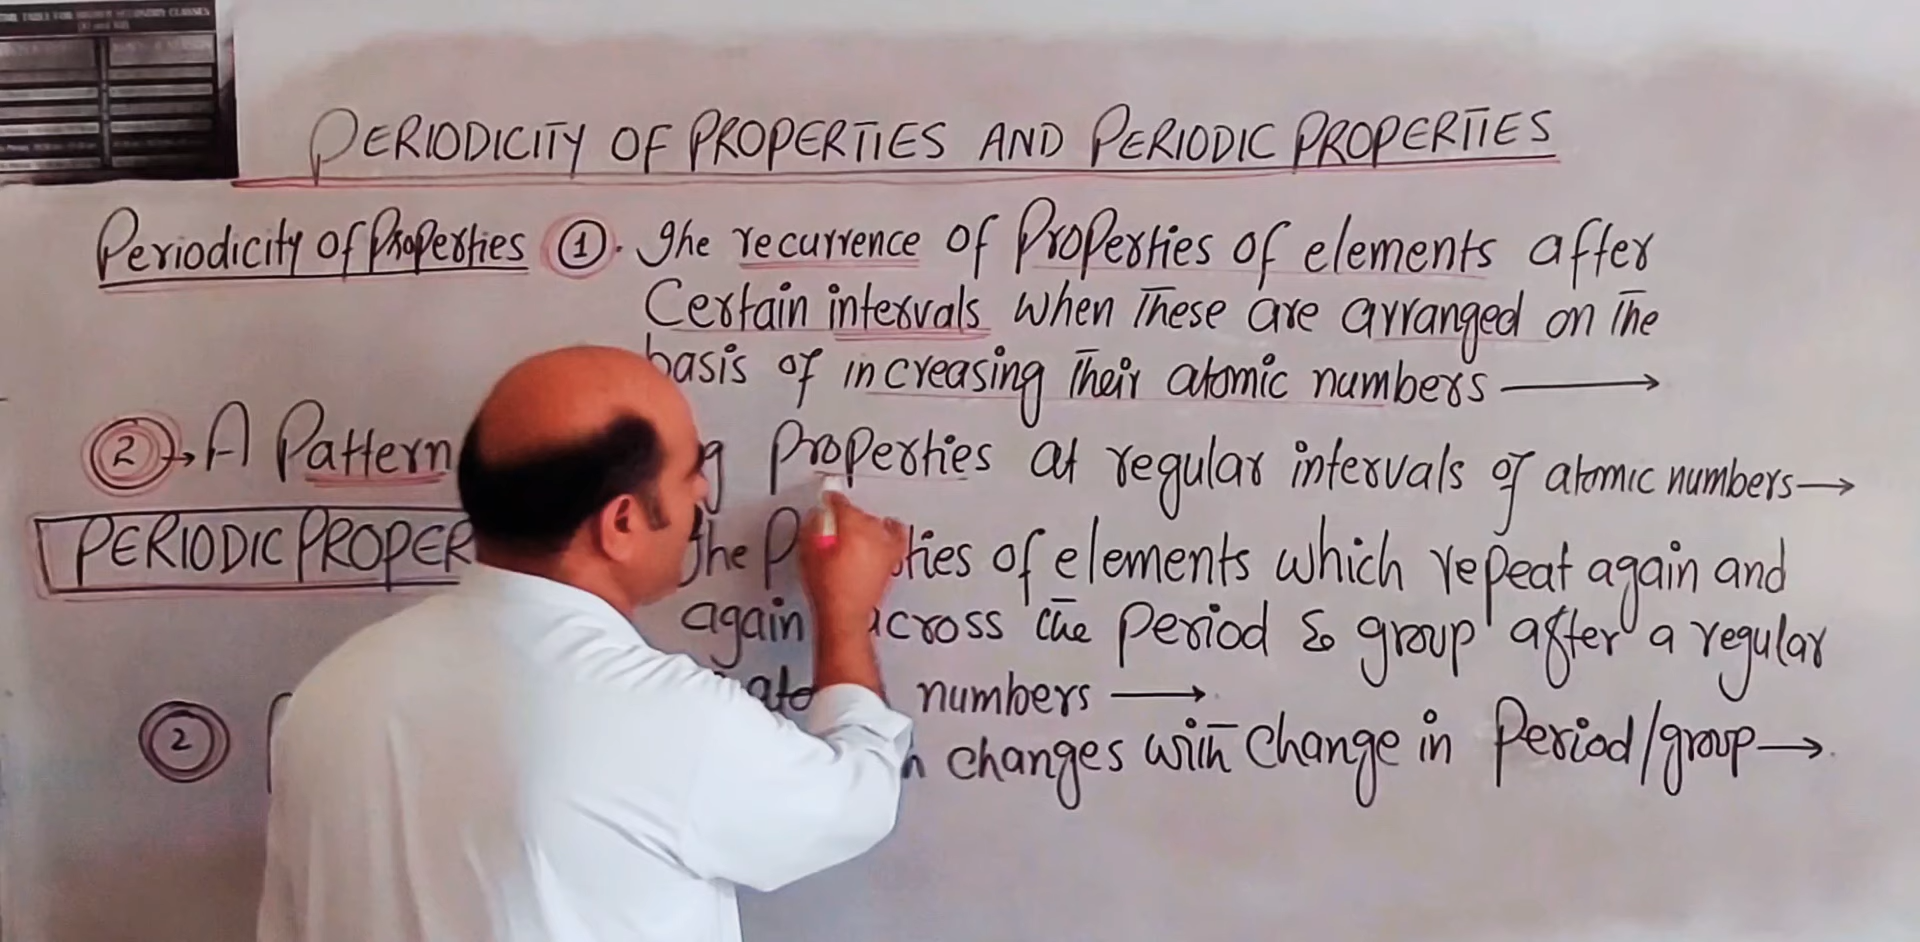 PERIODICITY OF PROPERTIES AND PERIODIC PROPERTIES
Periodicity of Properties ①. The recurrence of Properties of elements after
Certain intervals when These are arranged on The
basis of increasing Their atomic numbers →
② → A Pattern Properties at regular intervals of atomic numbers →
PERIODIC PROPER The P ties of elements which repeat again and
again across the Period & group after a regular
ato numbers →
② changes with change in Period/group →